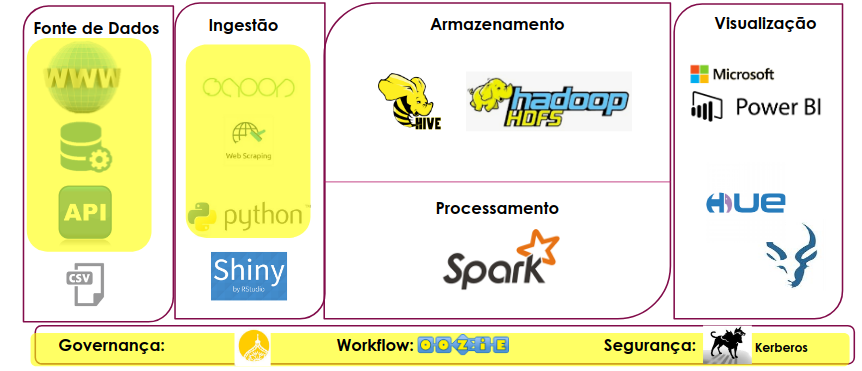 Fonte de Dados
WWW
API
CSV
Ingestão
sqoop
Web Scraping
python
Shiny
by RStudio
Armazenamento
HIVE
hadoop
HDFS
Processamento
Spark
Visualização
Microsoft
Power BI
HUE
Governança:
Workflow: OOZIE
Segurança: Kerberos